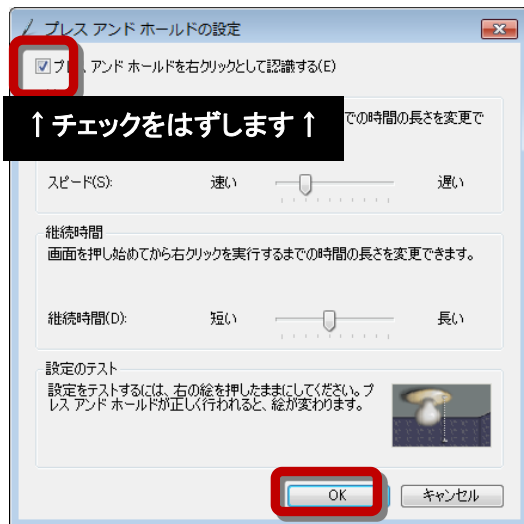 プレス アンド ホールドの設定
プレス アンド ホールドを右クリックとして認識する(E)
↑チェックをはずします↑
での時間の長さを変更で
スピード(S): 速い 遅い
継続時間
画面を押し始めてから右クリックを実行するまでの時間の長さを変更できます。
継続時間(D): 短い 長い
設定のテスト
設定をテストするには、右の絵を押したままにしてください。プ
レス アンド ホールドが正しく行われると、絵が変わります。
OK キャンセル